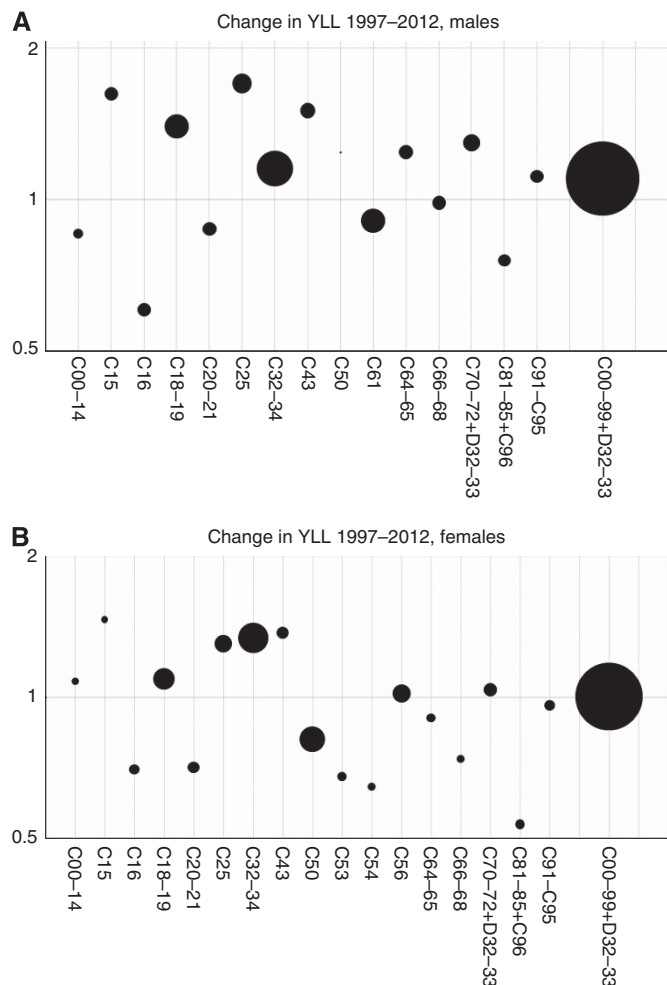 A
Change in YLL 1997–2012, males
2
1
0.5
C00–14
C15
C16
C18–19
C20–21
C25
C32–34
C43
C50
C61
C64–65
C66–68
C70–72+D32–33
C81–85+C96
C91–C95
C00–99+D32–33
B
Change in YLL 1997–2012, females
2
1
0.5
C00–14
C15
C16
C18–19
C20–21
C25
C32–34
C43
C50
C53
C54
C56
C64–65
C66–68
C70–72+D32–33
C81–85+C96
C91–C95
C00–99+D32–33